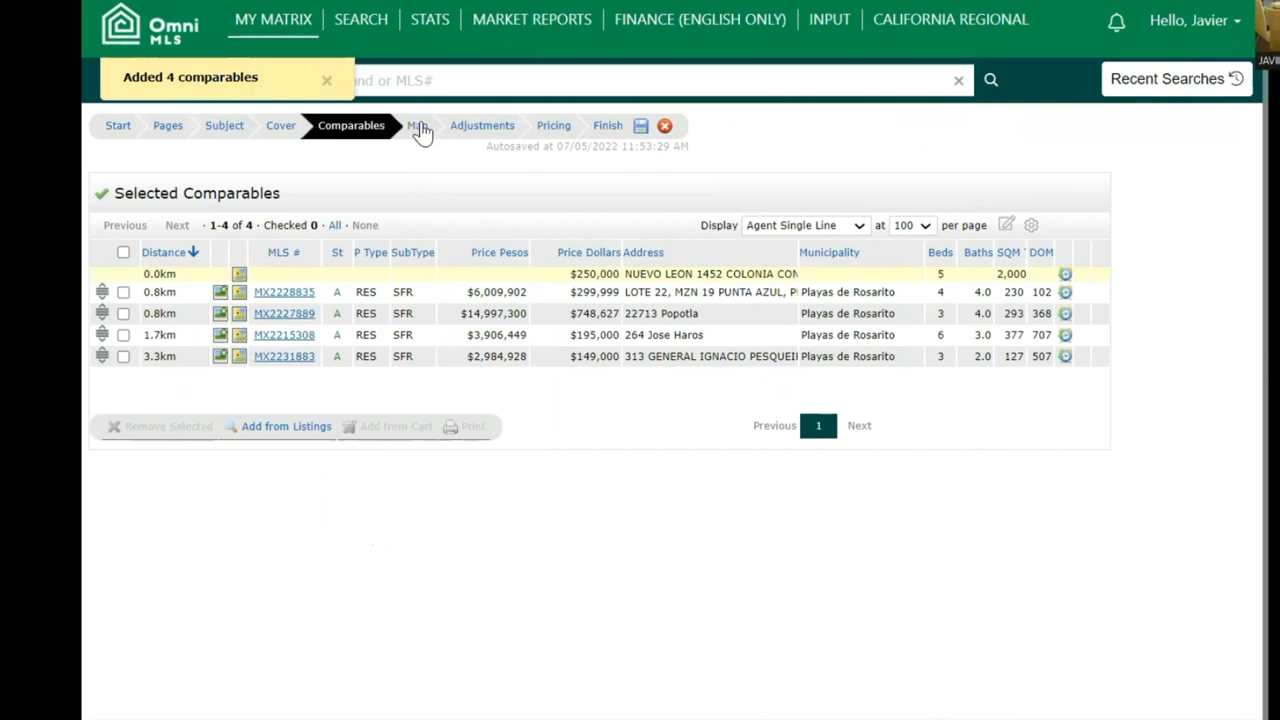 Omni MLS
MY MATRIX SEARCH STATS MARKET REPORTS FINANCE (ENGLISH ONLY) INPUT CALIFORNIA REGIONAL Hello, Javier
Added 4 comparables × or MLS# × Recent Searches
Start Pages Subject Cover Comparables Adjustments Pricing Finish
Autosaved at 07/05/2022 11:53:29 AM
Selected Comparables
Previous Next · 1-4 of 4 · Checked 0 · All · None Display Agent Single Line at 100 per page
Distance MLS # St P Type SubType Price Pesos Price Dollars Address Municipality Beds Baths SQM DOM
0.0km $250,000 NUEVO LEON 1452 COLONIA CON 5 2,000
0.8km MX2228835 A RES SFR $6,009,902 $299,999 LOTE 22, MZN 19 PUNTA AZUL, P Playas de Rosarito 4 4.0 230 102
0.8km MX2227889 A RES SFR $14,997,300 $748,627 22713 Popotla Playas de Rosarito 3 4.0 293 368
1.7km MX2215308 A RES SFR $3,906,449 $195,000 264 Jose Haros Playas de Rosarito 6 3.0 377 707
3.3km MX2231883 A RES SFR $2,984,928 $149,000 313 GENERAL IGNACIO PESQUEI Playas de Rosarito 3 2.0 127 507
Remove Selected Add from Listings Add from Cart Print Previous 1 Next